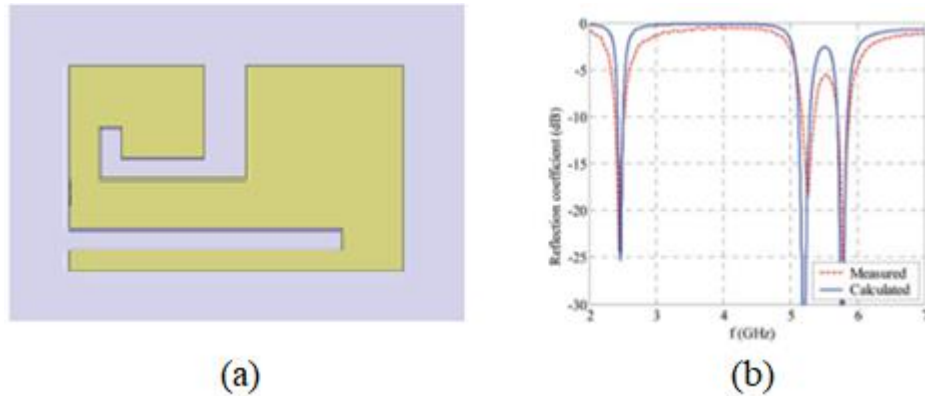 0
-5
-10
-15
-20
-25
-30
Reflection coefficient (dB)
Measured
Calculated
2 3 4 5 6 7
f (GHz)
(a) (b)